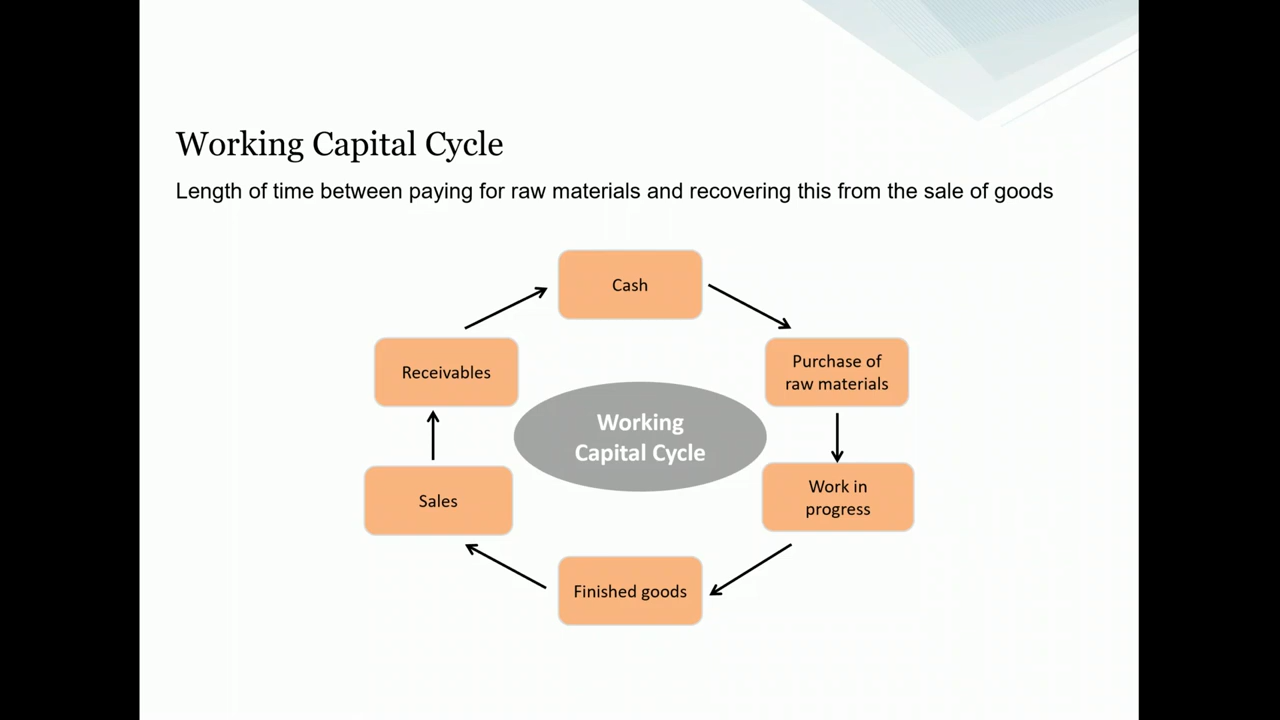 Working Capital Cycle
Length of time between paying for raw materials and recovering this from the sale of goods
Cash
Purchase of
raw materials
Work in
progress
Finished goods
Sales
Receivables
Working
Capital Cycle